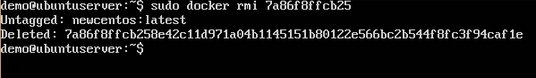 demo@ubuntuserver:~$ sudo docker rmi 7a86f8ffcb25
Untagged: newcentos:latest
Deleted: 7a86f8ffcb258e42c11d971a04b1145151b80122e566bc2b544f8fc3f94caf1e
demo@ubuntuserver:~$